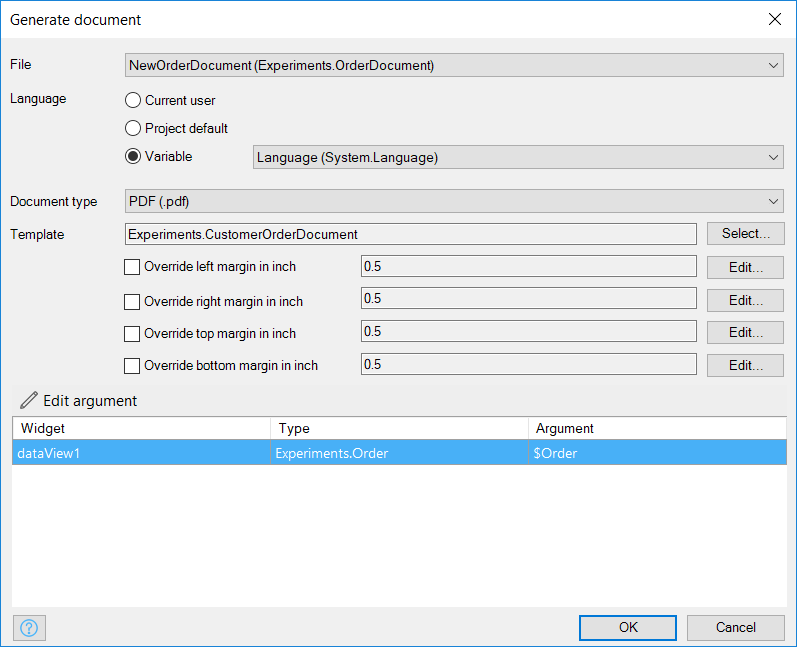 Generate document
File
NewOrderDocument (Experiments.OrderDocument)
Language
Current user
Project default
Variable
Language (System.Language)
Document type
PDF (.pdf)
Template
Experiments.CustomerOrderDocument
Select...
Override left margin in inch
0.5
Edit...
Override right margin in inch
0.5
Edit...
Override top margin in inch
0.5
Edit...
Override bottom margin in inch
0.5
Edit...
Edit argument
Widget Type Argument
dataView1 Experiments.Order $Order
?
OK
Cancel